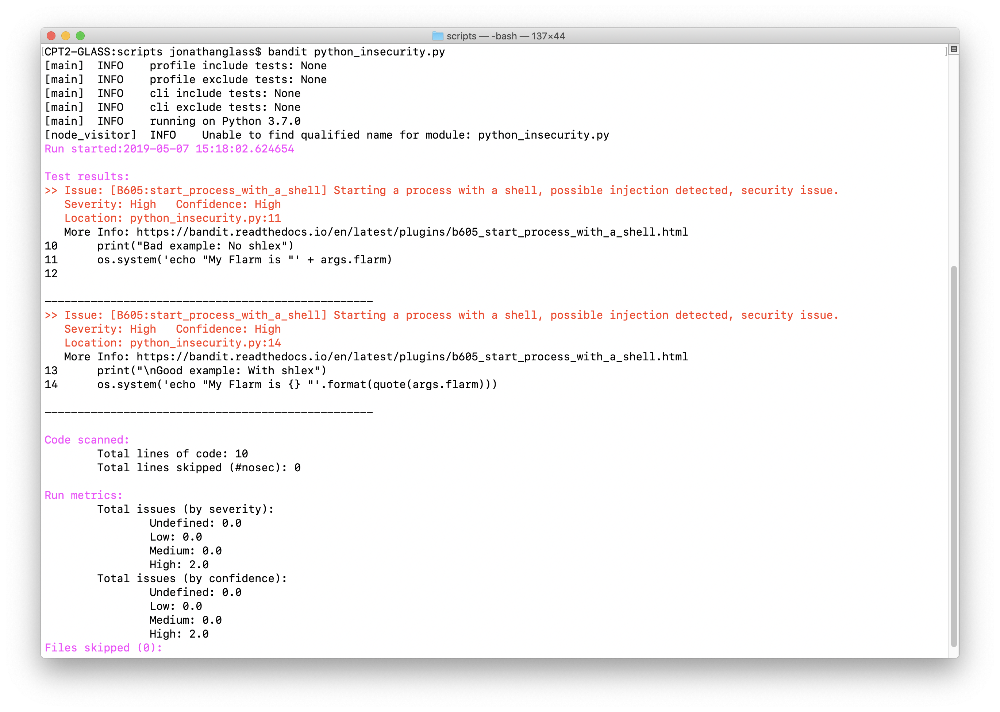 scripts — -bash — 137×44
[CPT2-GLASS:scripts jonathanglass$ bandit python_insecurity.py ]
[main]  INFO    profile include tests: None
[main]  INFO    profile exclude tests: None
[main]  INFO    cli include tests: None
[main]  INFO    cli exclude tests: None
[main]  INFO    running on Python 3.7.0
[node_visitor]  INFO    Unable to find qualified name for module: python_insecurity.py
Run started:2019-05-07 15:18:02.624654
Test results:
>> Issue: [B605:start_process_with_a_shell] Starting a process with a shell, possible injection detected, security issue.
   Severity: High   Confidence: High
   Location: python_insecurity.py:11
   More Info: https://bandit.readthedocs.io/en/latest/plugins/b605_start_process_with_a_shell.html
10      print("Bad example: No shlex")
11      os.system('echo "My Flarm is "' + args.flarm)
12
--------------------------------------------------
>> Issue: [B605:start_process_with_a_shell] Starting a process with a shell, possible injection detected, security issue.
   Severity: High   Confidence: High
   Location: python_insecurity.py:14
   More Info: https://bandit.readthedocs.io/en/latest/plugins/b605_start_process_with_a_shell.html
13      print("\nGood example: With shlex")
14      os.system('echo "My Flarm is {} "'.format(quote(args.flarm)))
--------------------------------------------------
Code scanned:
        Total lines of code: 10
        Total lines skipped (#nosec): 0
Run metrics:
        Total issues (by severity):
                Undefined: 0.0
                Low: 0.0
                Medium: 0.0
                High: 2.0
        Total issues (by confidence):
                Undefined: 0.0
                Low: 0.0
                Medium: 0.0
                High: 2.0
Files skipped (0):